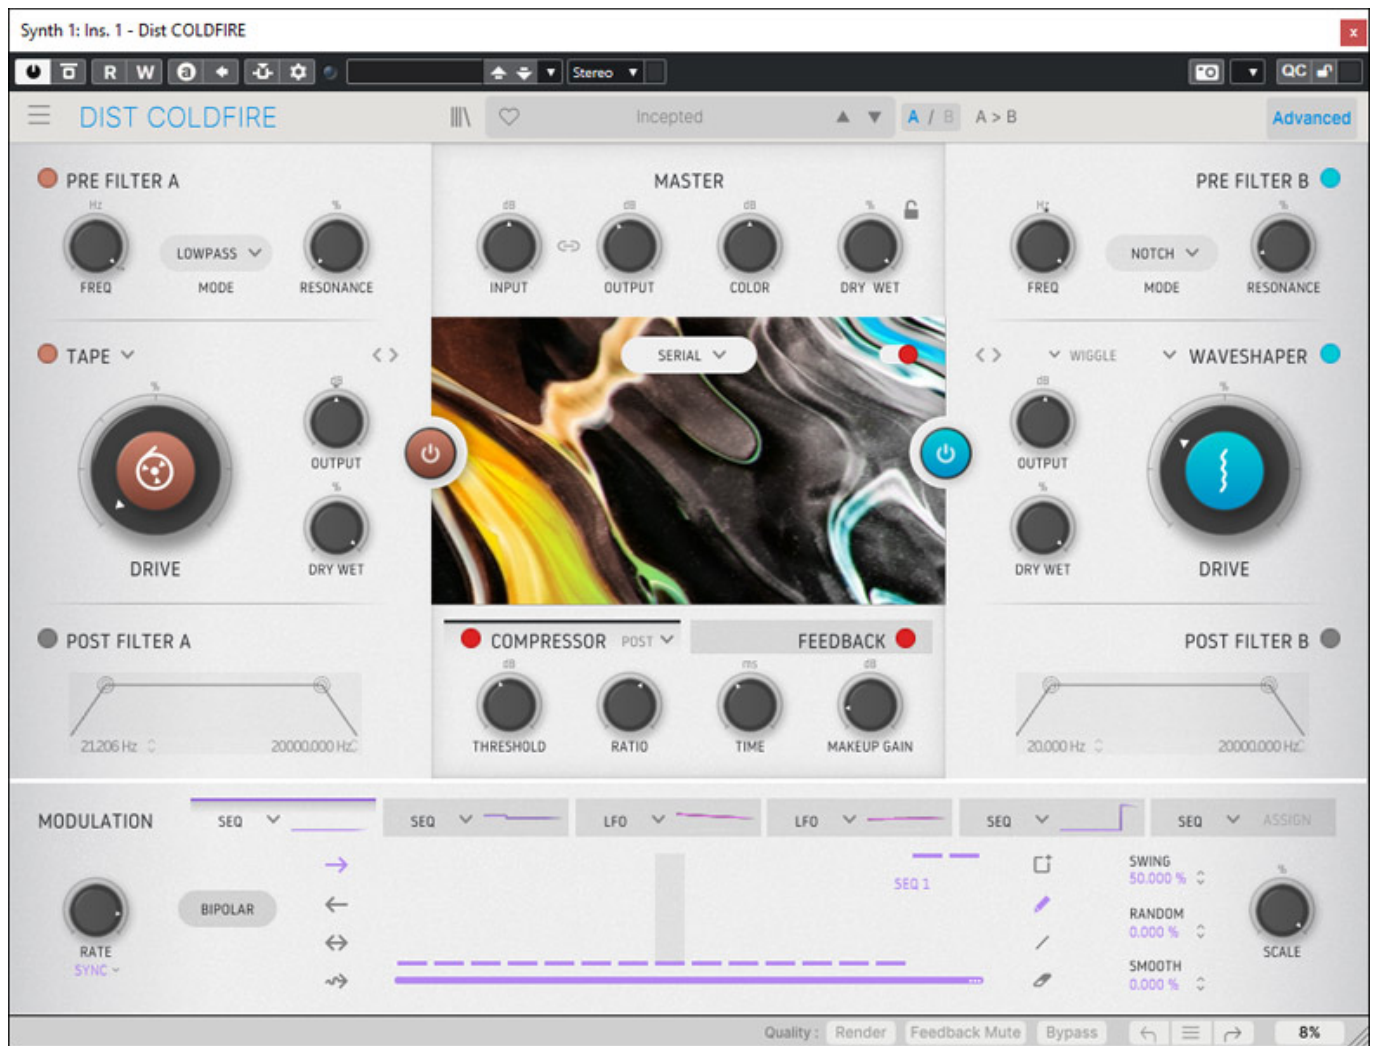 Synth 1: Ins. 1 - Dist COLDFIRE x
R W a Stereo QC
DIST COLDFIRE Incepted A / B A > B Advanced
PRE FILTER A MASTER PRE FILTER B
Hz % dB dB dB % Hz %
LOWPASS NOTCH
FREQ MODE RESONANCE INPUT OUTPUT COLOR DRY WET FREQ MODE RESONANCE
TAPE SERIAL WIGGLE WAVESHAPER
% dB dB %
OUTPUT OUTPUT
% %
DRIVE DRY WET DRY WET DRIVE
POST FILTER A COMPRESSOR POST FEEDBACK POST FILTER B
dB ms dB
21.206 Hz 20000.000 Hz THRESHOLD RATIO TIME MAKEUP GAIN 20.000 Hz 20000.000 Hz
MODULATION SEQ SEQ LFO LFO SEQ SEQ ASSIGN
SWING
50.000 % %
SEQ 1
BIPOLAR
RANDOM
0.000 %
RATE SCALE
SYNC
SMOOTH
0.000 %
Quality : Render Feedback Mute Bypass 8%